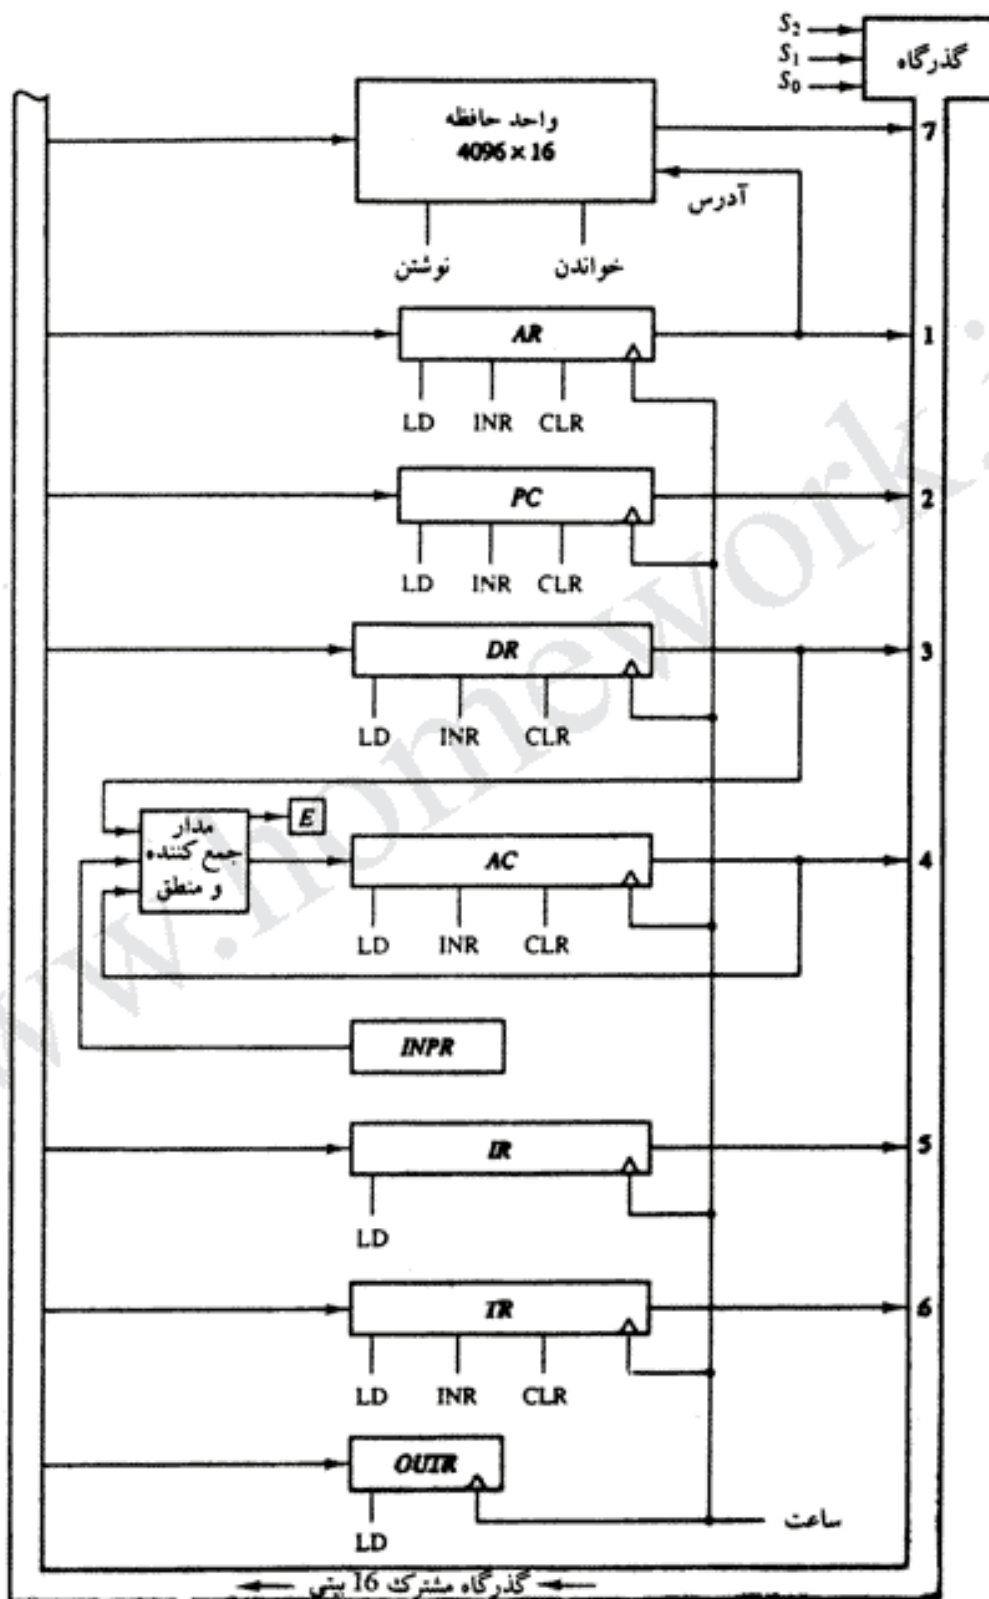 S2
S1
S0
گذرگاه
واحد حافظه
4096 × 16
7
آدرس
نوشتن
خواندن
AR
1
LD INR CLR
PC
2
LD INR CLR
DR
3
LD INR CLR
مدار
جمع کننده
و منطق
E
AC
4
LD INR CLR
INPR
IR
5
LD
TR
6
LD INR CLR
OUTR
LD
ساعت
گذرگاه مشترک 16 بیتی
www.homework.